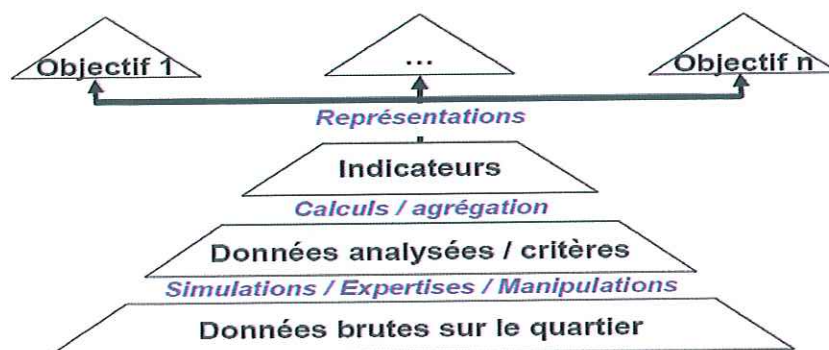 Objectif 1 ... Objectif n
Représentations
Indicateurs
Calculs / agrégation
Données analysées / critères
Simulations / Expertises / Manipulations
Données brutes sur le quartier